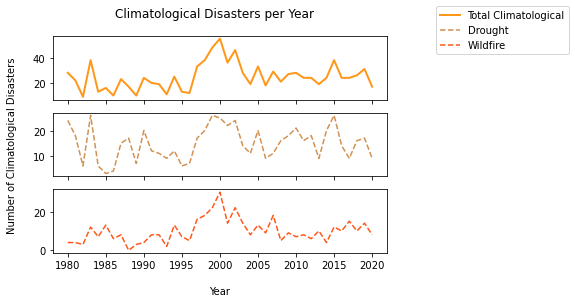 Climatological Disasters per Year
Total Climatological
Drought
Wildfire
Number of Climatological Disasters
40
20
20
10
20
0
1980 1985 1990 1995 2000 2005 2010 2015 2020
Year